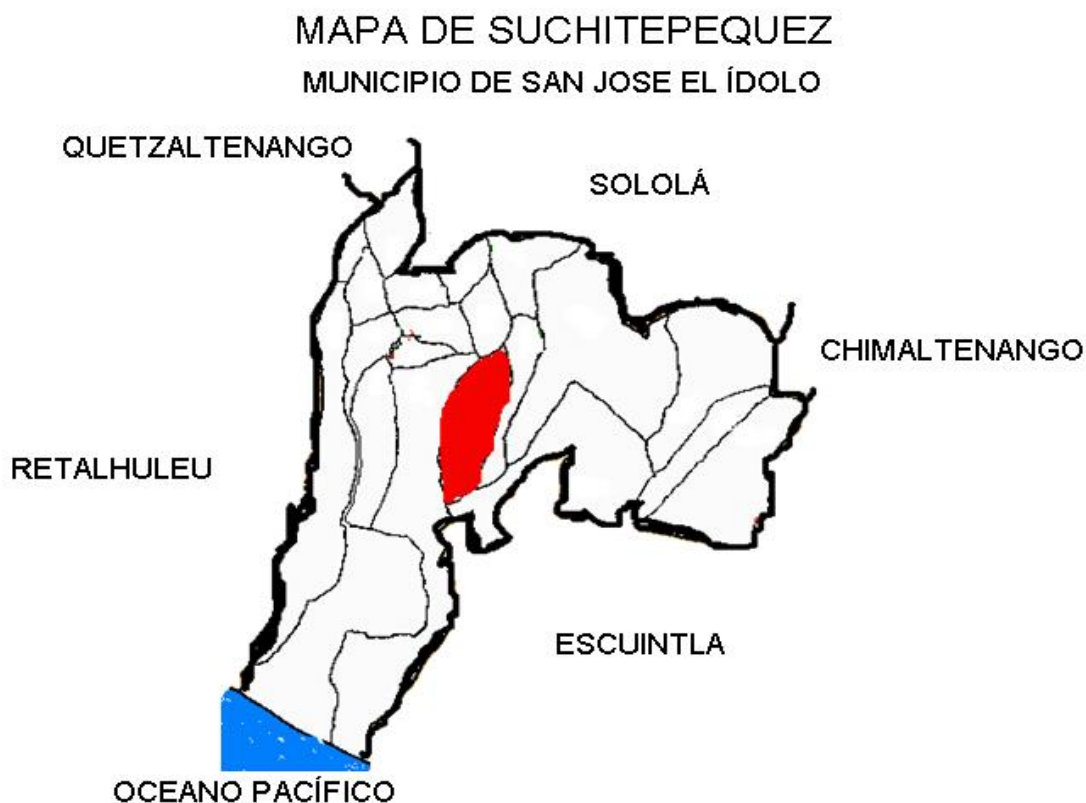 MAPA DE SUCHITEPEQUEZ
MUNICIPIO DE SAN JOSE EL ÍDOLO
QUETZALTENANGO
SOLOLÁ
CHIMALTENANGO
RETALHULEU
ESCUINTLA
OCEANO PACÍFICO